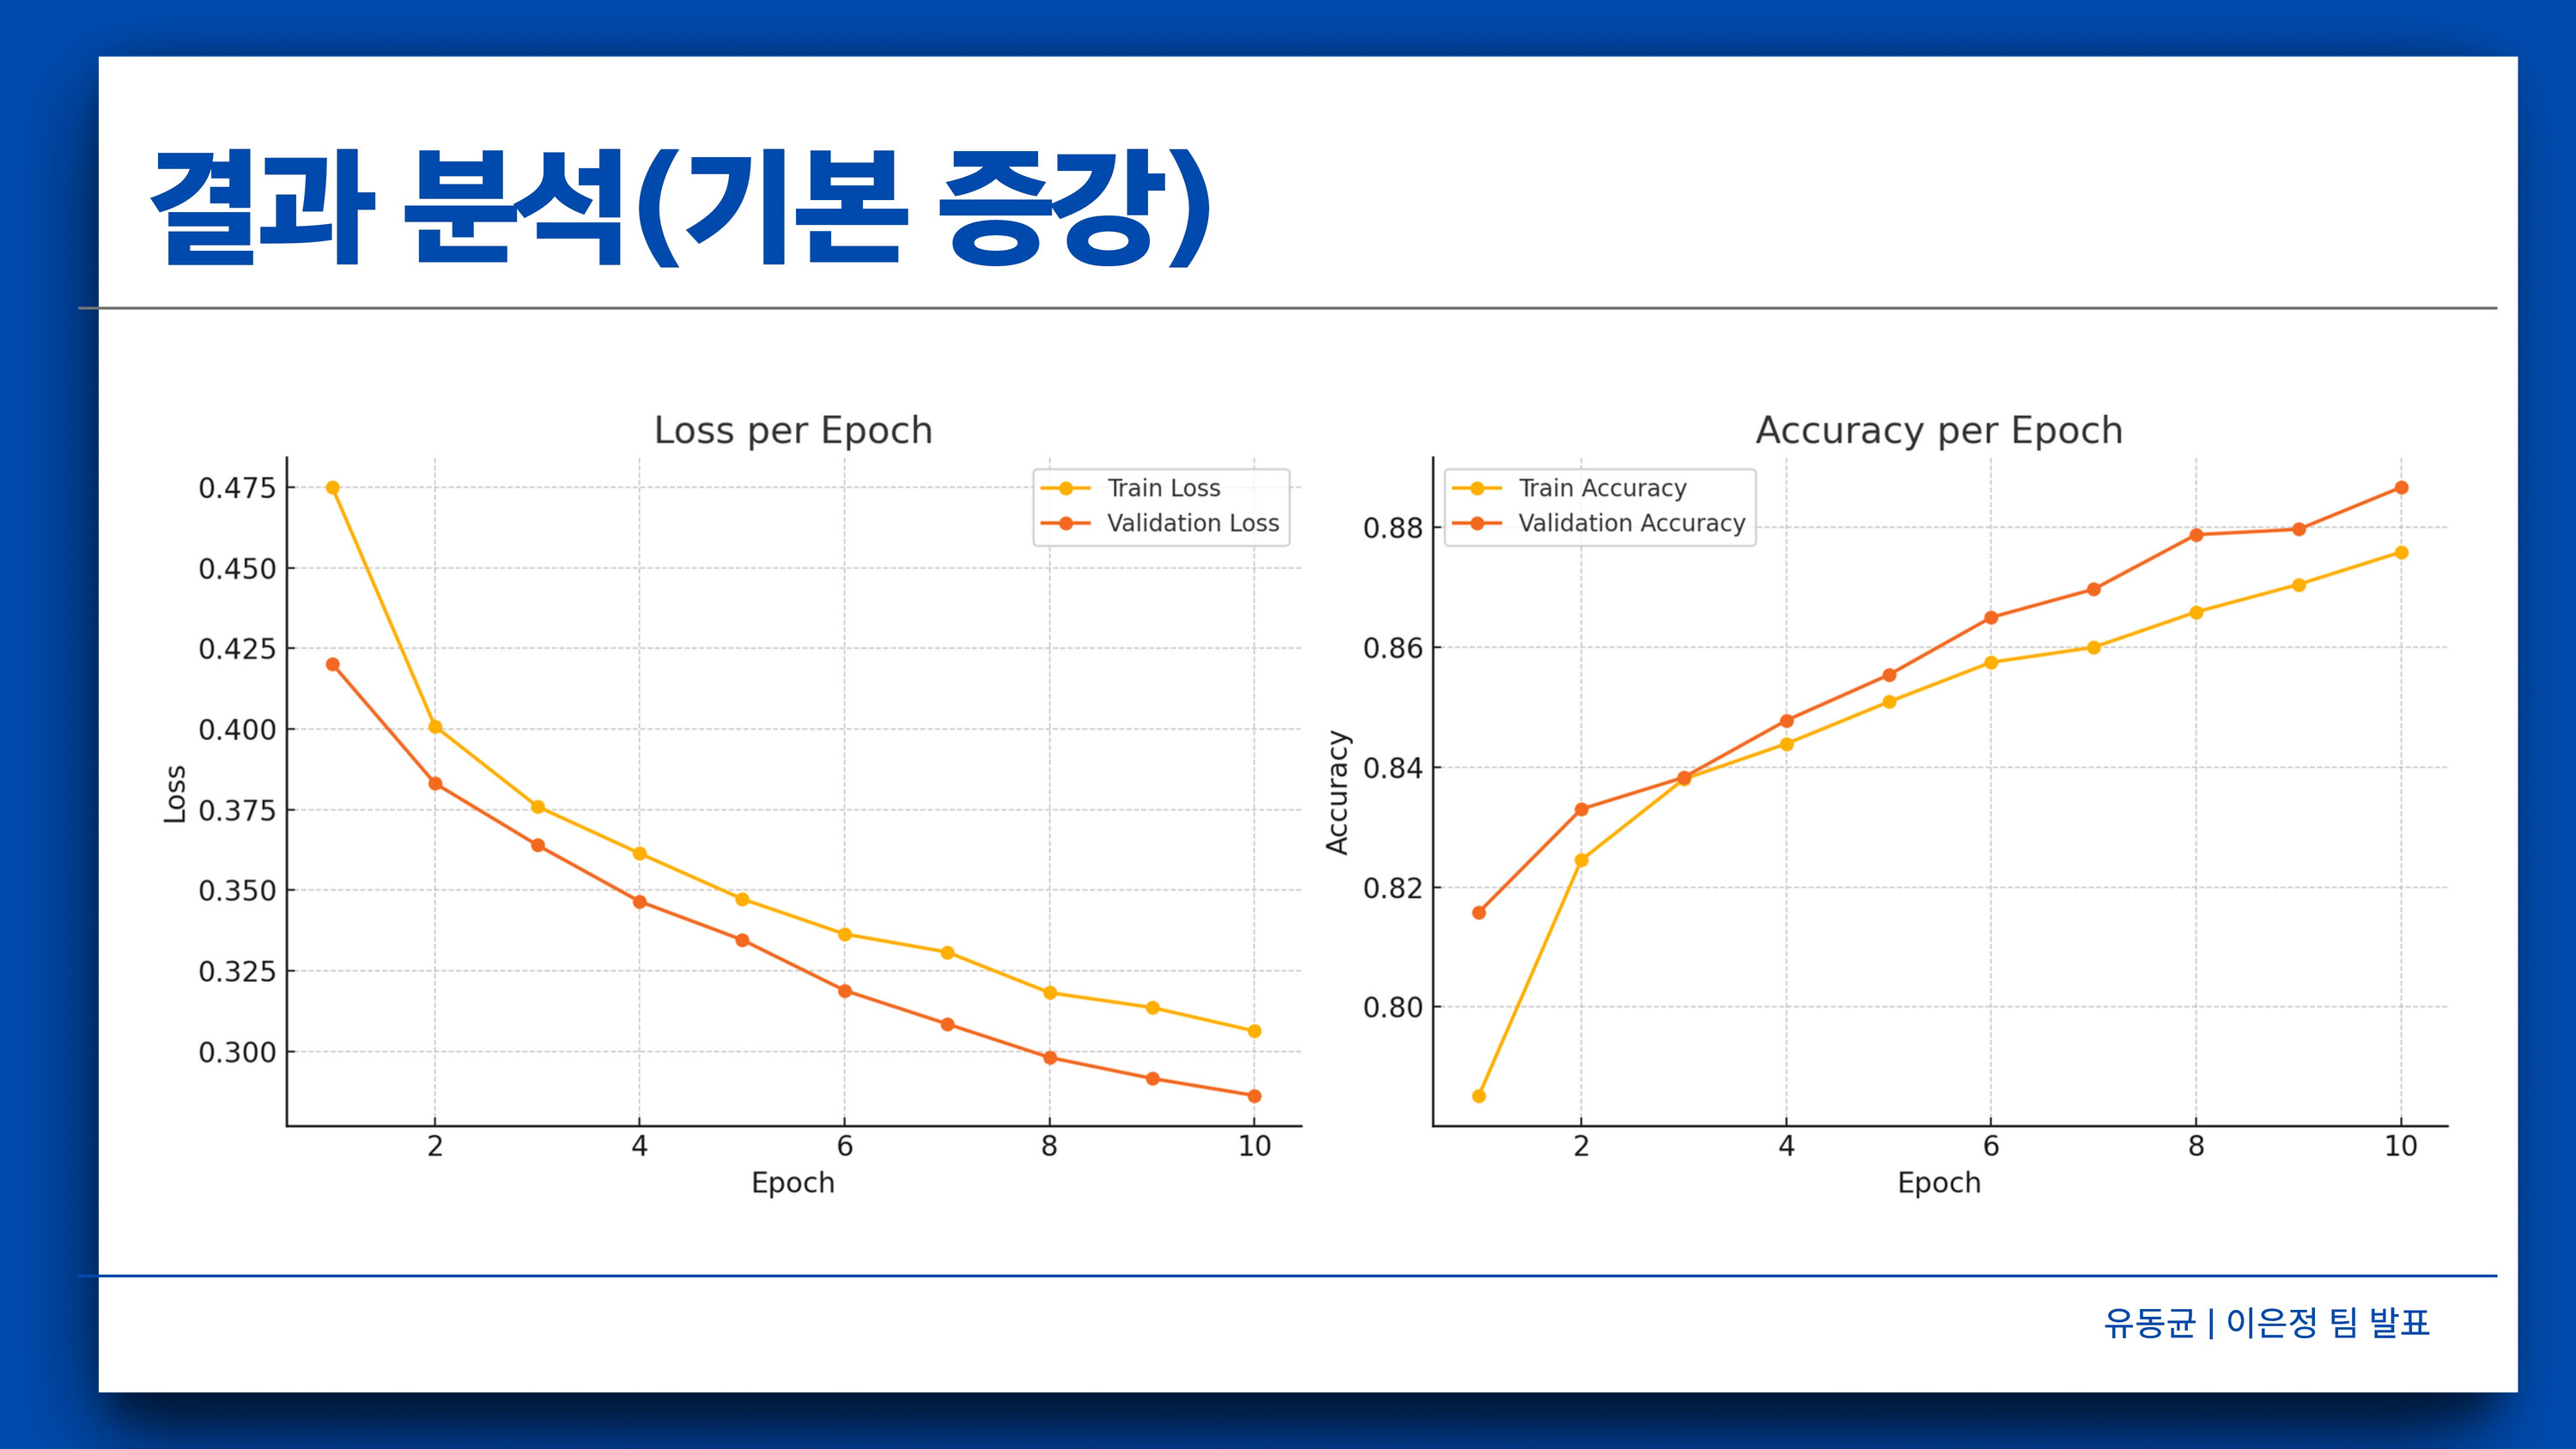 결과 분석(기본 증강)
Loss per Epoch
Train Loss
Validation Loss
0.475
0.450
0.425
0.400
0.375
0.350
0.325
0.300
Loss
2 4 6 8 10
Epoch
Accuracy per Epoch
Train Accuracy
Validation Accuracy
0.88
0.86
0.84
0.82
0.80
Accuracy
2 4 6 8 10
Epoch
유동균 | 이은정 팀 발표